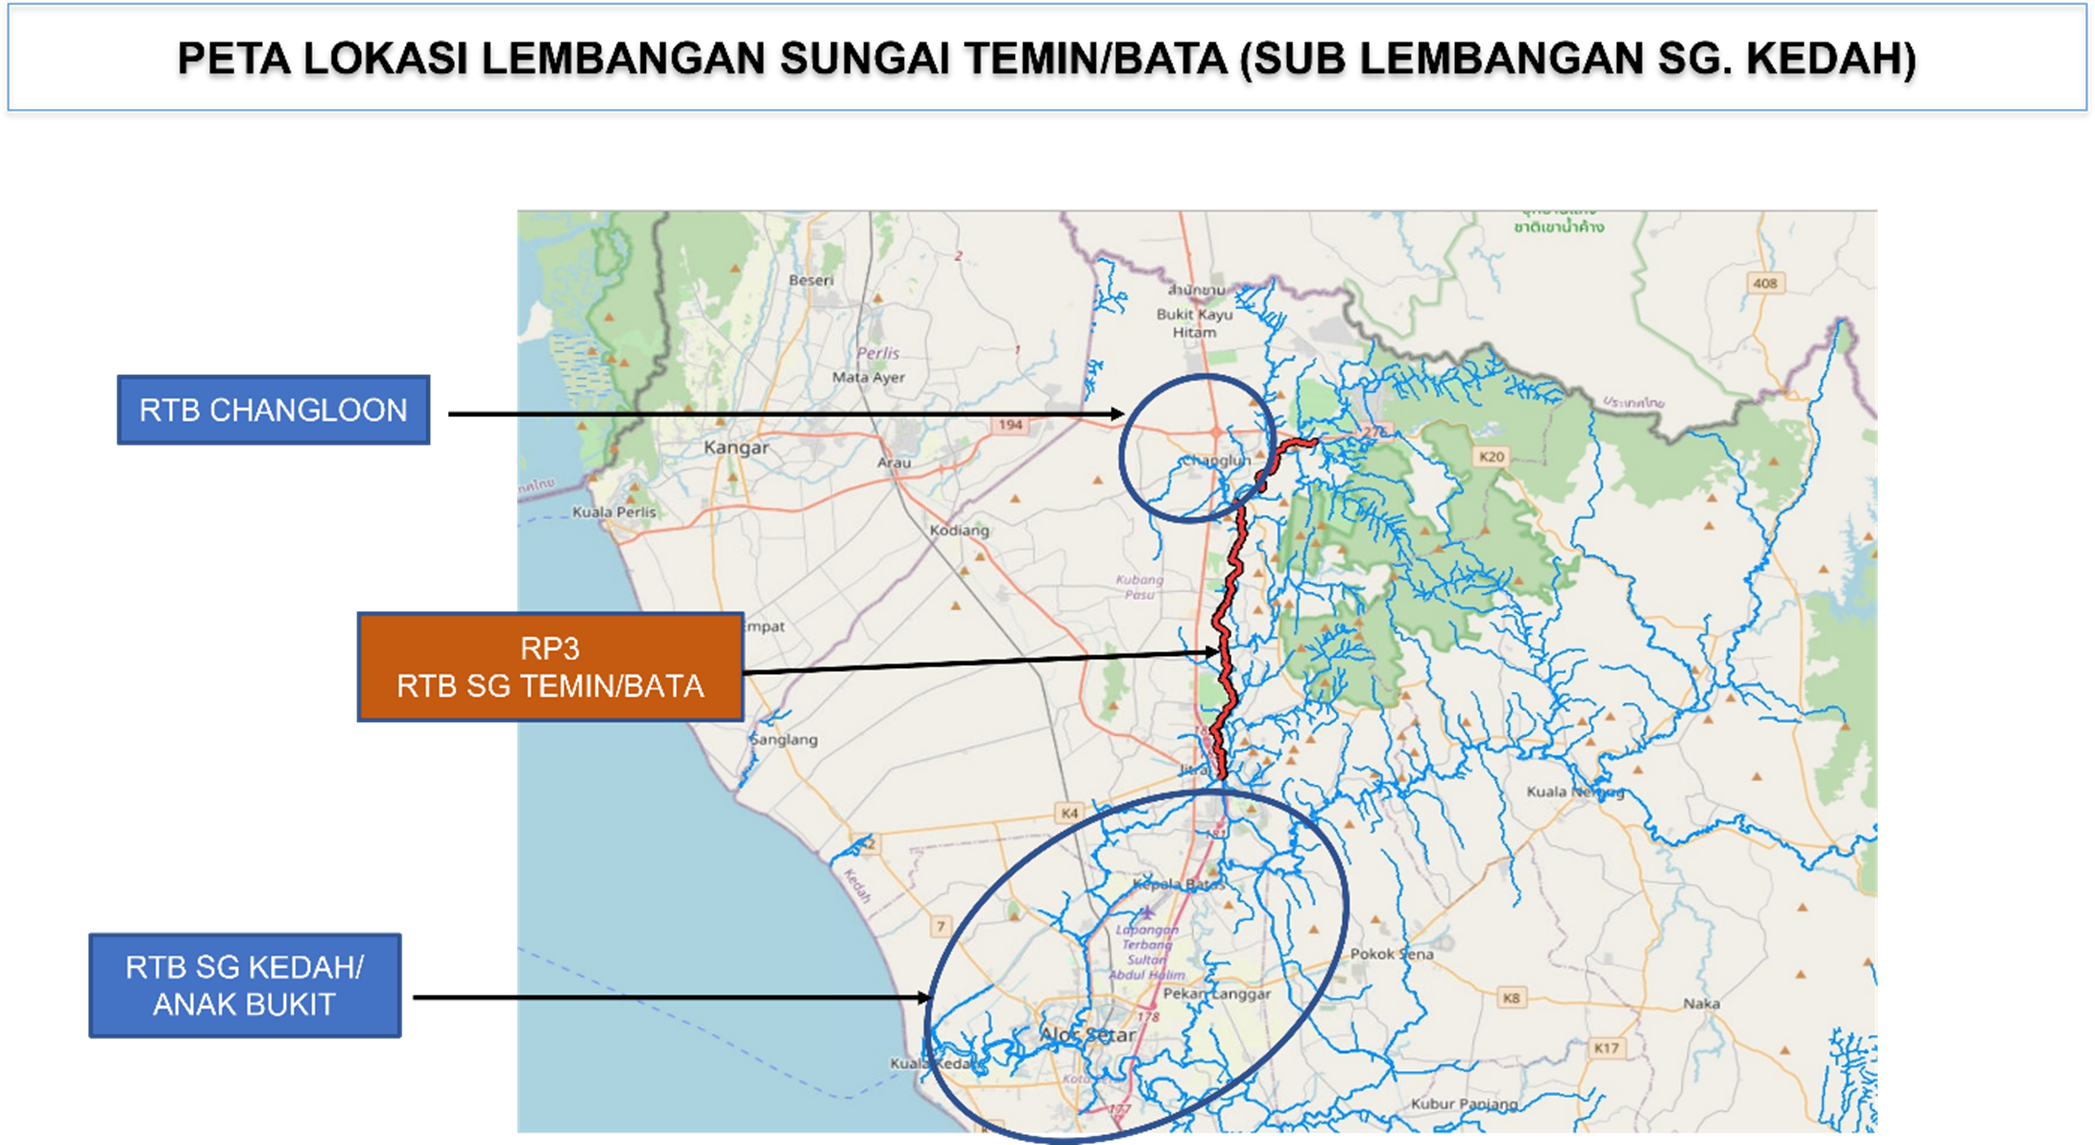 PETA LOKASI LEMBANGAN SUNGAI TEMIN/BATA (SUB LEMBANGAN SG. KEDAH)
ชาติเขาน้ำค้าง
2
Beseri
408
สำนักขาม
Bukit Kayu
Hitam
1
Perlis
Mata Ayer
ประเทศไทย
RTB CHANGLOON
194
Kangar
K20
Arau
Changlun
Kuala Perlis
Kodiang
Kubang
Pasu
RP3
RTB SG TEMIN/BATA
Sanglang
Jitra
Kuala Nerang
K4
181
Kedah
Kepala Batas
7
Lapangan
Terbang
Sultan
Abdul Halim
Pokok Sena
RTB SG KEDAH/
ANAK BUKIT
Pekan Langgar
K8
Naka
178
Alor Setar
K17
Kuala Kedah
177
Kubur Panjang